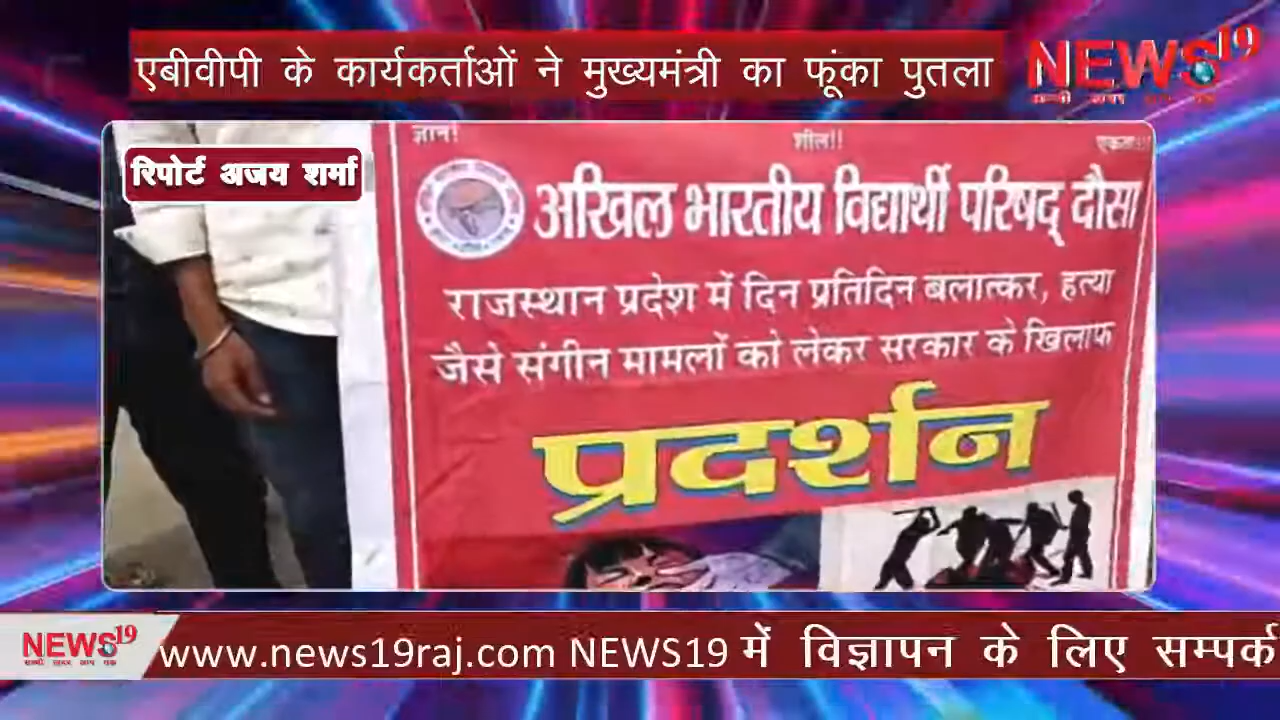 एबीवीपी के कार्यकर्ताओं ने मुख्यमंत्री का फूंका पुतला
NEWS19
रिपोर्ट अजय शर्मा
ज्ञान! शील!! एकता!!!
अखिल भारतीय विद्यार्थी परिषद् दौसा
राजस्थान प्रदेश में दिन प्रतिदिन बलात्कर, हत्या
जैसे संगीन मामलों को लेकर सरकार के खिलाफ
प्रदर्शन
NEWS19
www.news19raj.com NEWS19 में विज्ञापन के लिए सम्पर्क